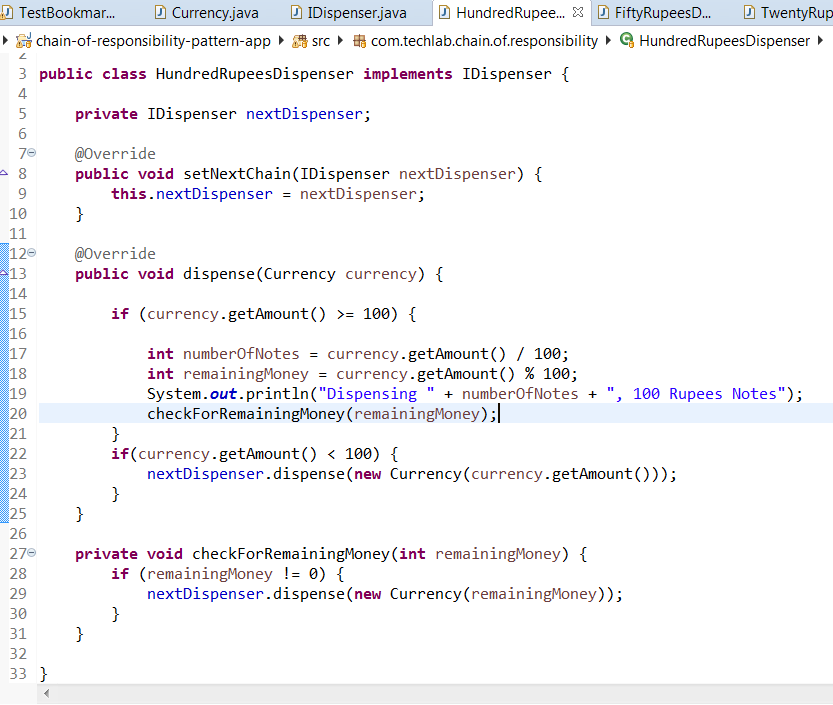 TestBookmar... Currency.java IDispenser.java HundredRupee... FiftyRupeesD... TwentyRup
chain-of-responsibility-pattern-app src com.techlab.chain.of.responsibility HundredRupeesDispenser
2
3 public class HundredRupeesDispenser implements IDispenser {
4
5 private IDispenser nextDispenser;
6
7 @Override
8 public void setNextChain(IDispenser nextDispenser) {
9 this.nextDispenser = nextDispenser;
10 }
11
12 @Override
13 public void dispense(Currency currency) {
14
15 if (currency.getAmount() >= 100) {
16
17 int numberOfNotes = currency.getAmount() / 100;
18 int remainingMoney = currency.getAmount() % 100;
19 System.out.println("Dispensing " + numberOfNotes + ", 100 Rupees Notes");
20 checkForRemainingMoney(remainingMoney);
21 }
22 if(currency.getAmount() < 100) {
23 nextDispenser.dispense(new Currency(currency.getAmount()));
24 }
25 }
26
27 private void checkForRemainingMoney(int remainingMoney) {
28 if (remainingMoney != 0) {
29 nextDispenser.dispense(new Currency(remainingMoney));
30 }
31 }
32
33 }